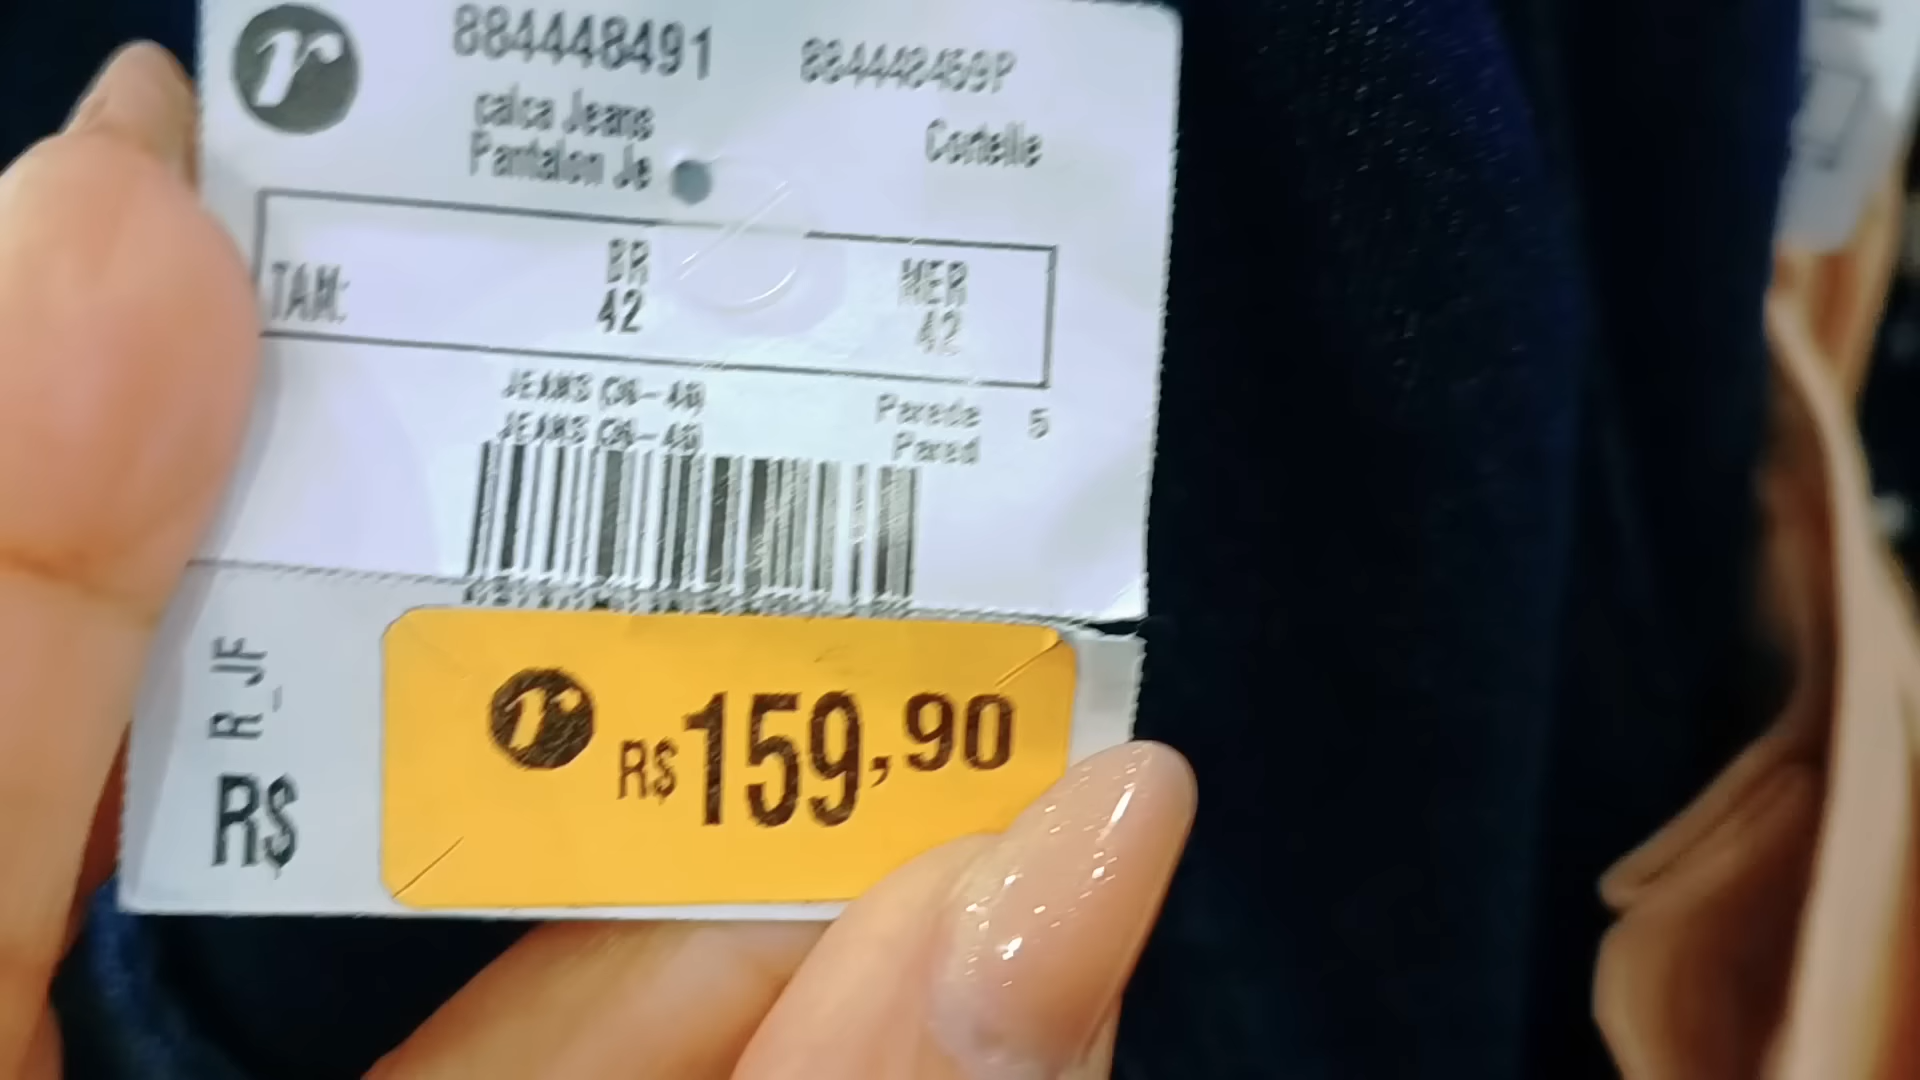 r
884448491
884448459P
calca Jeans
Pantalon Je
Cortelle
TAM:
BR
42
MER
42
JEANS (36-46)
JEANS (36-46)
Parede 5
Pared
R_JF
R$
r R$159,90